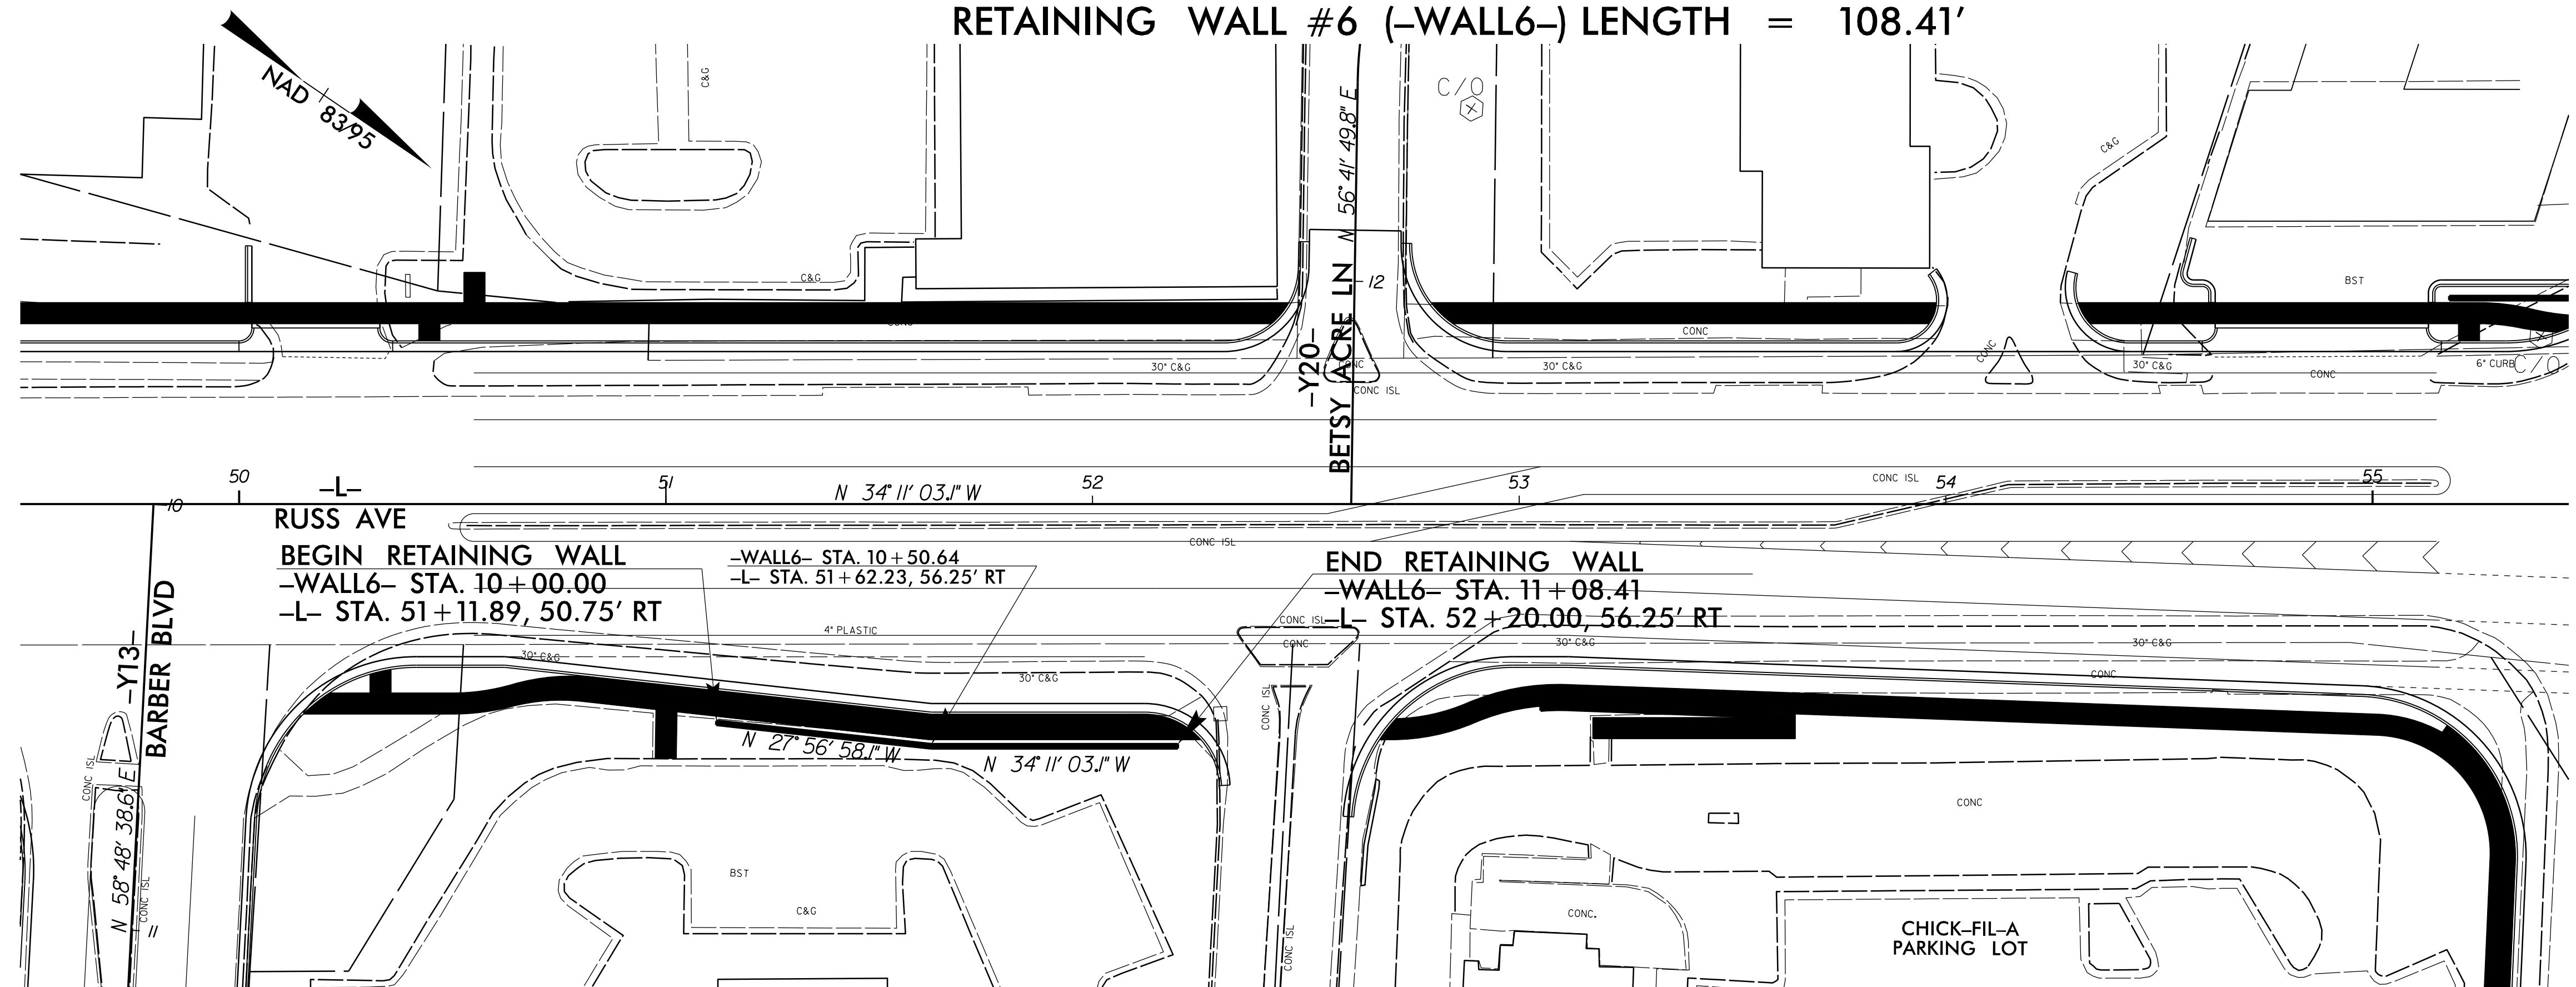 RETAINING WALL #6 (–WALL6–) LENGTH = 108.41'
NAD 83/95
C&G
C&G
CONC
–Y20–
BETSY ACRE LN
N 56° 41' 49.8" E
12
C/O
CONC
C&G
BST
30" C&G
CONC
CONC ISL
30" C&G
CONC
30" C&G
CONC
6" CURB
C/O
50
51
52
53
54
55
–L–
N 34° 11' 03.1" W
CONC ISL
10
RUSS AVE
CONC ISL
BEGIN RETAINING WALL
–WALL6– STA. 10+00.00
–L– STA. 51+11.89, 50.75' RT
–WALL6– STA. 10+50.64
–L– STA. 51+62.23, 56.25' RT
END RETAINING WALL
–WALL6– STA. 11+08.41
–L– STA. 52+20.00, 56.25' RT
–Y13–
BARBER BLVD
N 58° 48' 38.6" E
11
CONC ISL
CONC ISL
4" PLASTIC
30" C&G
30" C&G
CONC ISL
CONC
30" C&G
30" C&G
CONC
CONC ISL
N 27° 56' 58.1" W
N 34° 11' 03.1" W
BST
C&G
CONC ISL
CONC
CONC.
CHICK–FIL–A
PARKING LOT